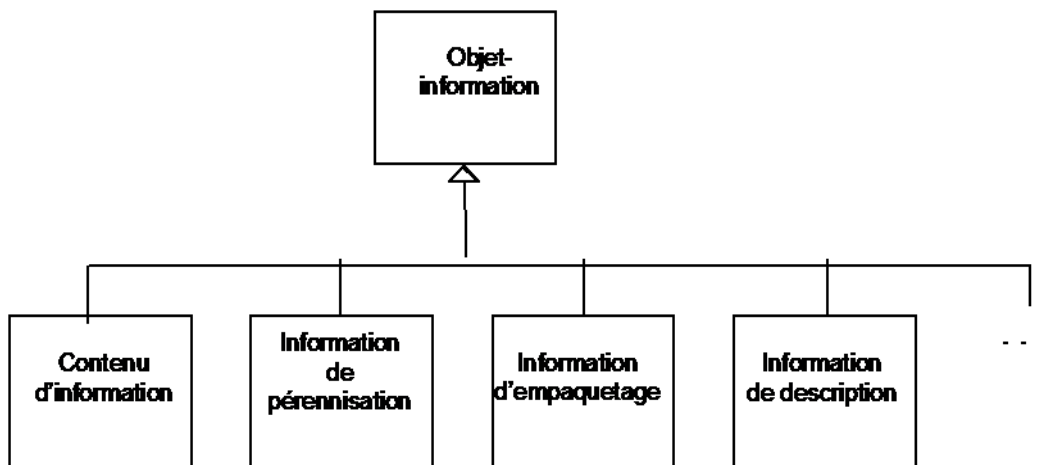 Objet-
information
Contenu
d'information
Information
de
pérennisation
Information
d'empaquetage
Information
de description
- -